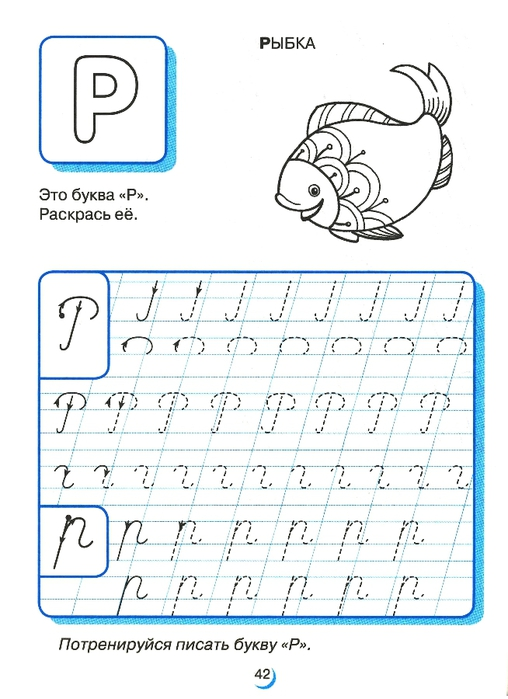 Р
РЫБКА
Это буква «Р».
Раскрась её.
Р
Р Р Р Р Р Р Р Р
р р р р р р р
р р р р р р
Потренируйся писать букву «Р».
42